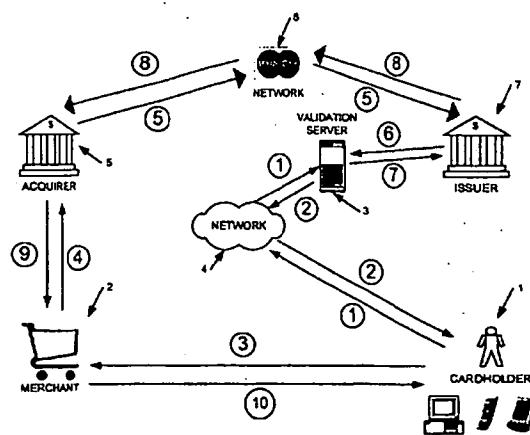 6
8
8
7
NETWORK
5
5
VALIDATION
SERVER
$
$
6
5
1
7
ACQUIRER
ISSUER
2
3
NETWORK
9
4
4
2
2
1
1
3
MERCHANT
CARDHOLDER
10